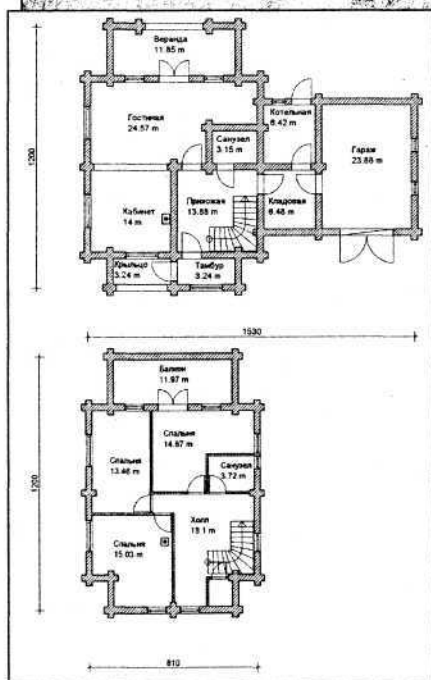 Веранда
11.85 m
Гостиная
24.57 m
Котельная
6.42 m
Санузел
3.15 m
Гараж
23.88 m
1200
Прихожая
13.88 m
Кладовая
6.48 m
Кабинет
14 m
Крыльцо
3.24 m
Тамбур
3.24 m
1530
Балкон
11.97 m
Спальня
14.87 m
Спальня
13.46 m
Санузел
3.72 m
1200
Холл
18.1 m
Спальня
15.03 m
810